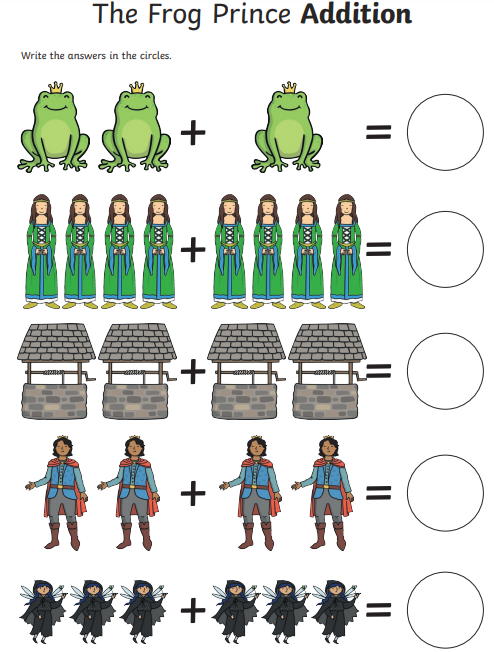 The Frog Prince Addition
Write the answers in the circles.
+ =
+ =
+ =
+ =
+ =